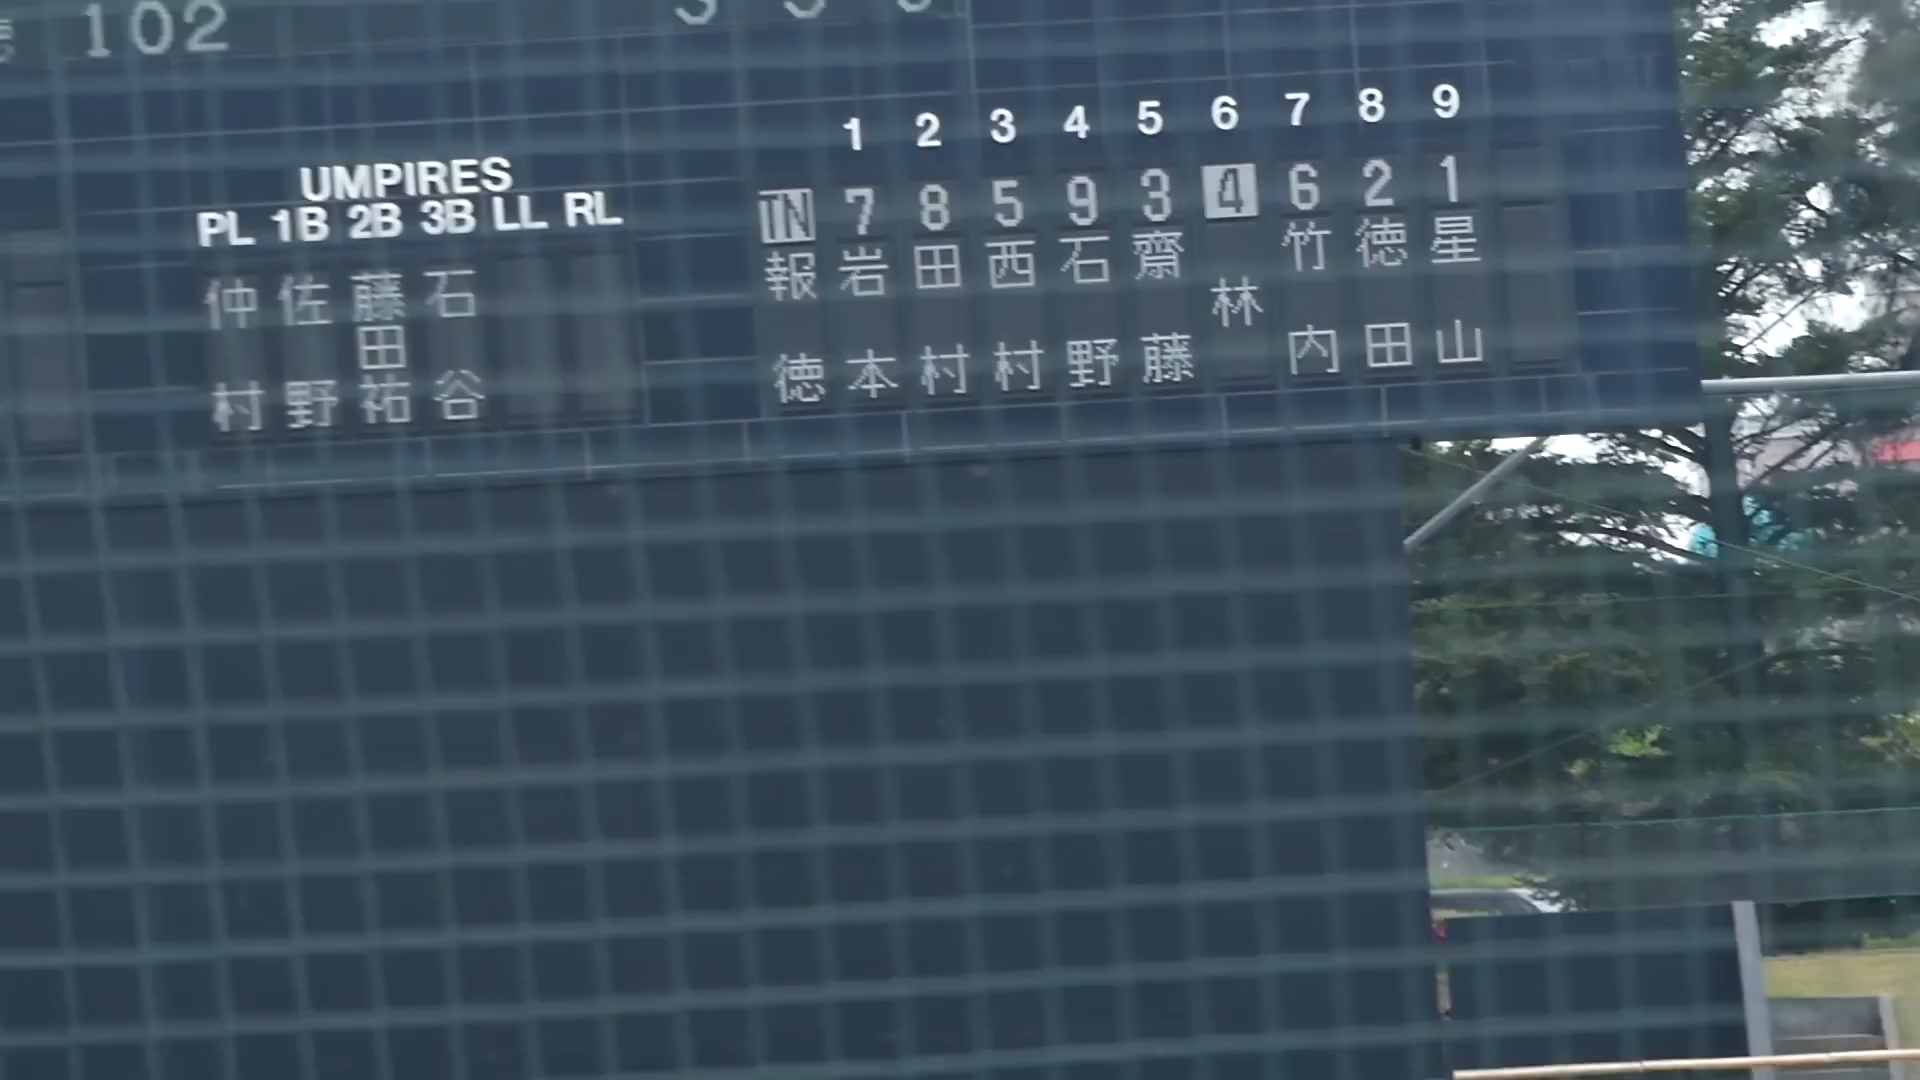 102
UMPIRES
PL 1B 2B 3B LL RL
仲村
佐野
藤田祐
石谷
1 2 3 4 5 6 7 8 9
IN 7 8 5 9 3 4 6 2 1
報徳
岩本
田村
西村
石野
齋藤
林
竹内
徳田
星山